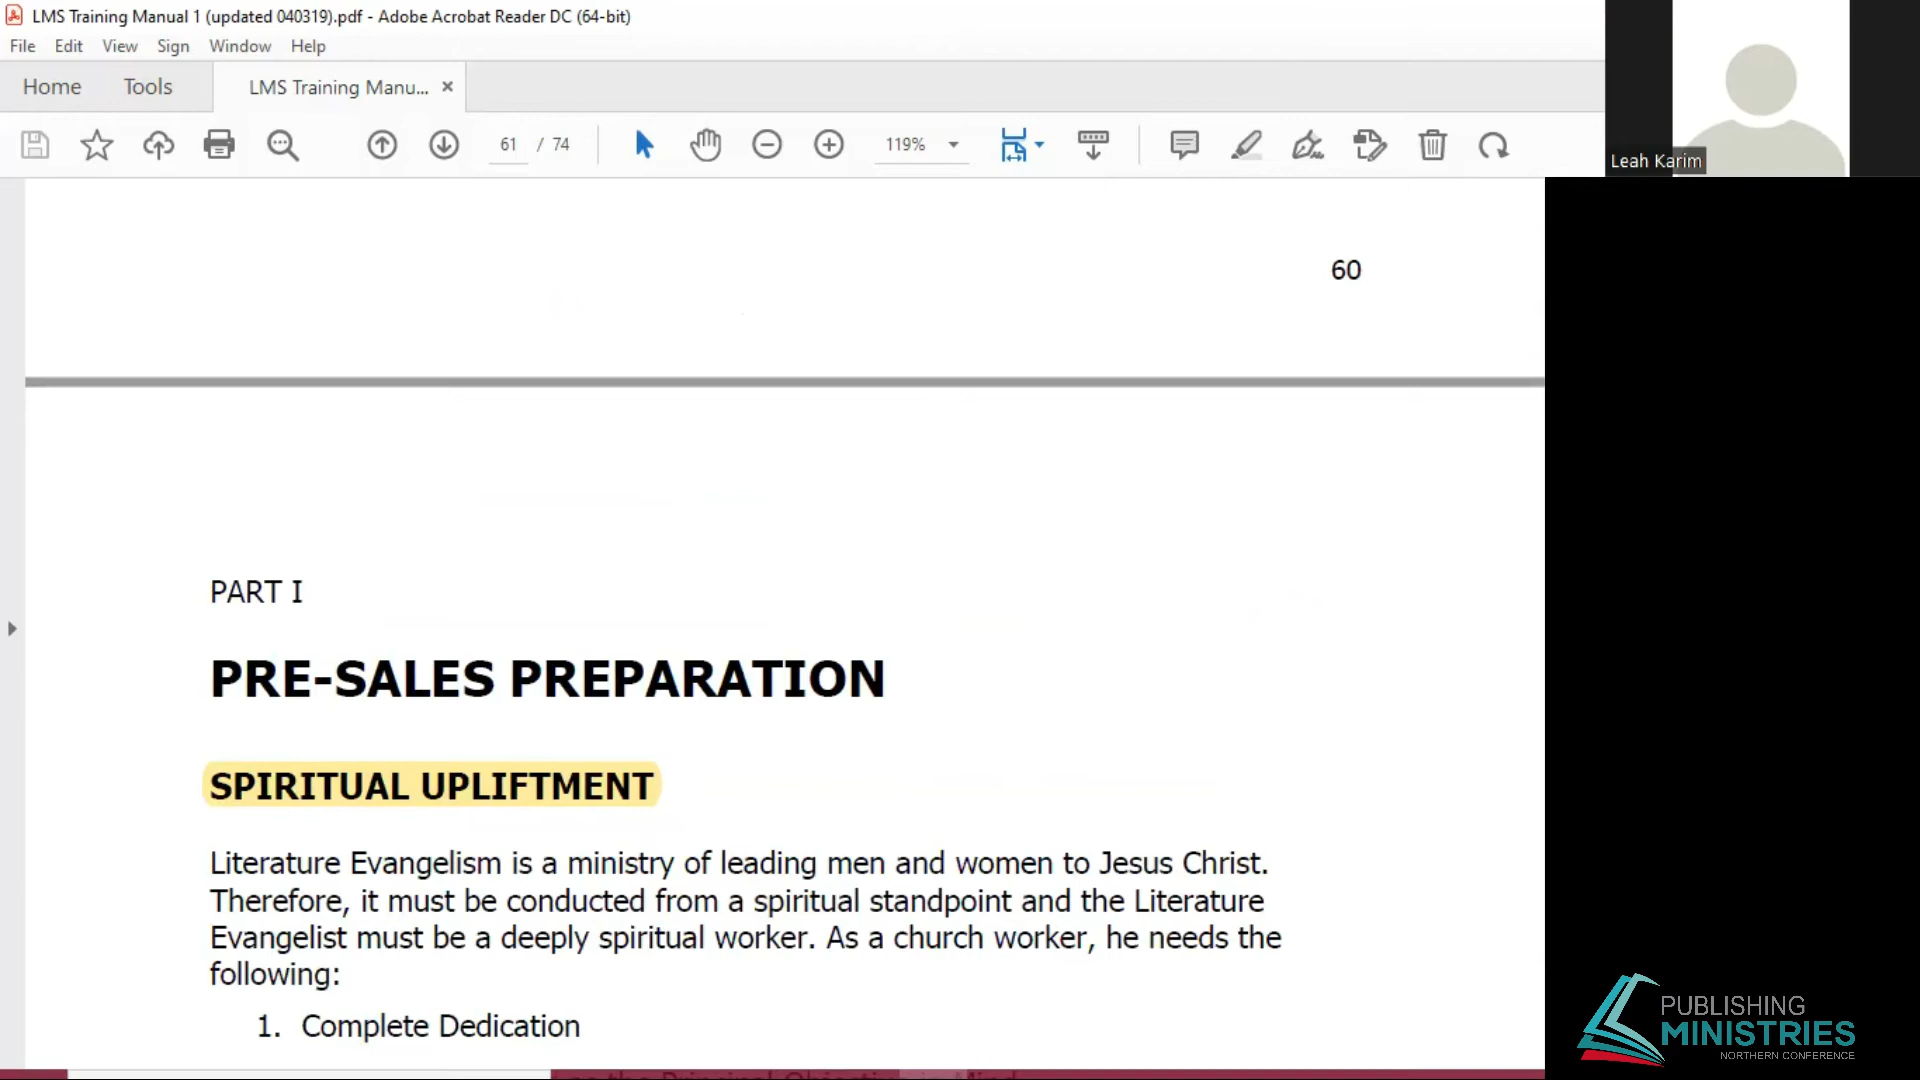 LMS Training Manual 1 (updated 040319).pdf - Adobe Acrobat Reader DC (64-bit)
File Edit View Sign Window Help
Home Tools LMS Training Manu... ×
61 / 74 119%
Leah Karim
60
PART I
PRE-SALES PREPARATION
SPIRITUAL UPLIFTMENT
Literature Evangelism is a ministry of leading men and women to Jesus Christ.
Therefore, it must be conducted from a spiritual standpoint and the Literature
Evangelist must be a deeply spiritual worker. As a church worker, he needs the
following:
1. Complete Dedication
PUBLISHING
MINISTRIES
NORTHERN CONFERENCE